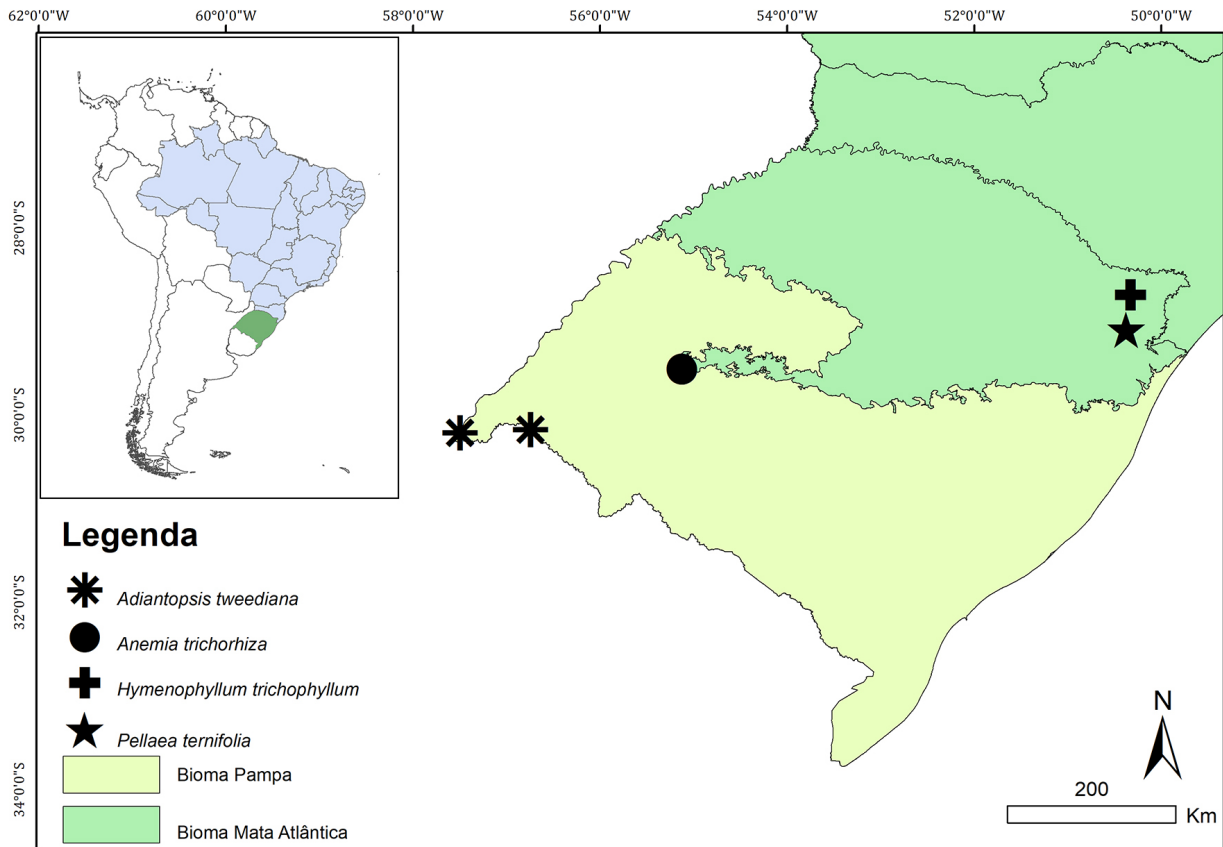 62°0'0"W 60°0'0"W 58°0'0"W 56°0'0"W 54°0'0"W 52°0'0"W 50°0'0"W
28°0'0"S
30°0'0"S
32°0'0"S
34°0'0"S
Legenda
Adiantopsis tweediana
Anemia trichorhiza
Hymenophyllum trichophyllum
Pellaea ternifolia
Bioma Pampa
Bioma Mata Atlântica
N
200
Km